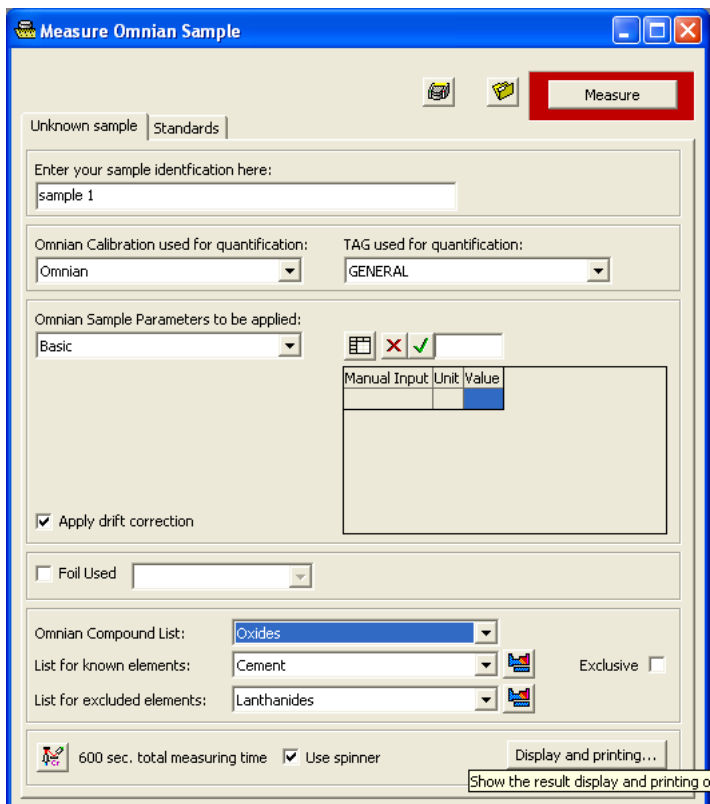 Measure Omnian Sample
Measure
Unknown sample Standards
Enter your sample identfication here:
sample 1
Omnian Calibration used for quantification: TAG used for quantification:
Omnian GENERAL
Omnian Sample Parameters to be applied:
Basic
Manual Input Unit Value
Apply drift correction
Foil Used
Omnian Compound List: Oxides
List for known elements: Cement Exclusive
List for excluded elements: Lanthanides
Cr 600 sec. total measuring time Use spinner Display and printing...
Show the result display and printing o